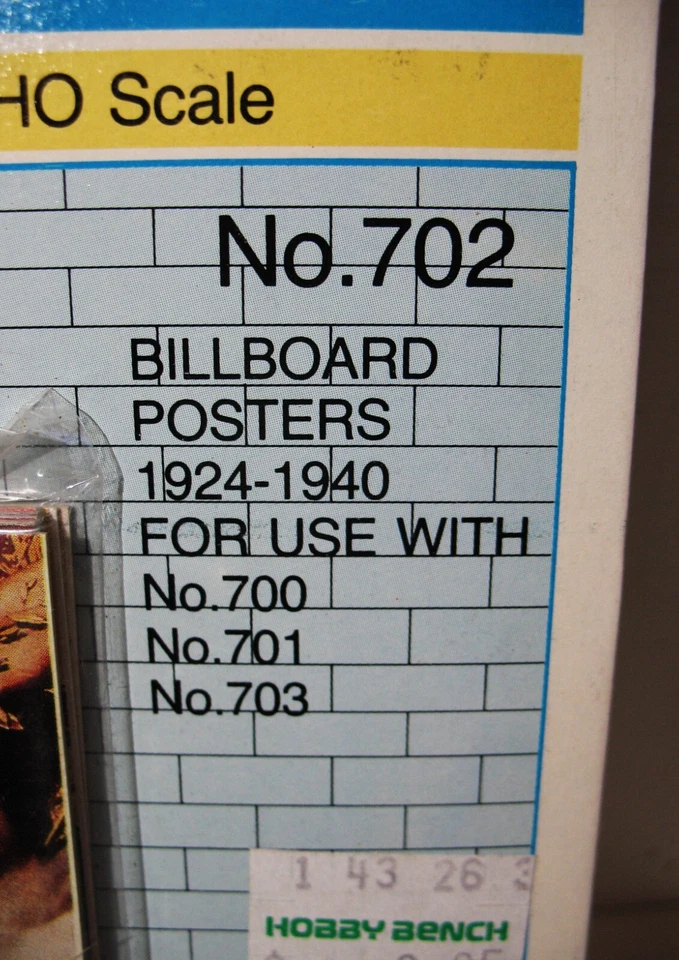 HO Scale
No.702
BILLBOARD
POSTERS
1924-1940
FOR USE WITH
No.700
No.701
No.703
1 43 26
HOBBY BENCH